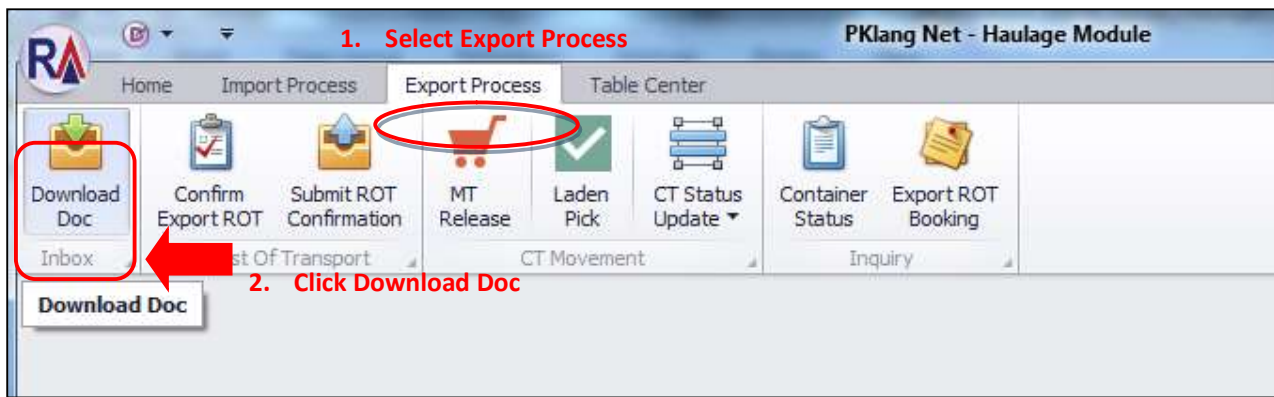 RA
1. Select Export Process
PKlang Net - Haulage Module
Home Import Process Export Process Table Center
Download Doc
Confirm Export ROT
Submit ROT Confirmation
MT Release
Laden Pick
CT Status Update
Container Status
Export ROT Booking
Inbox
st Of Transport
CT Movement
Inquiry
2. Click Download Doc
Download Doc